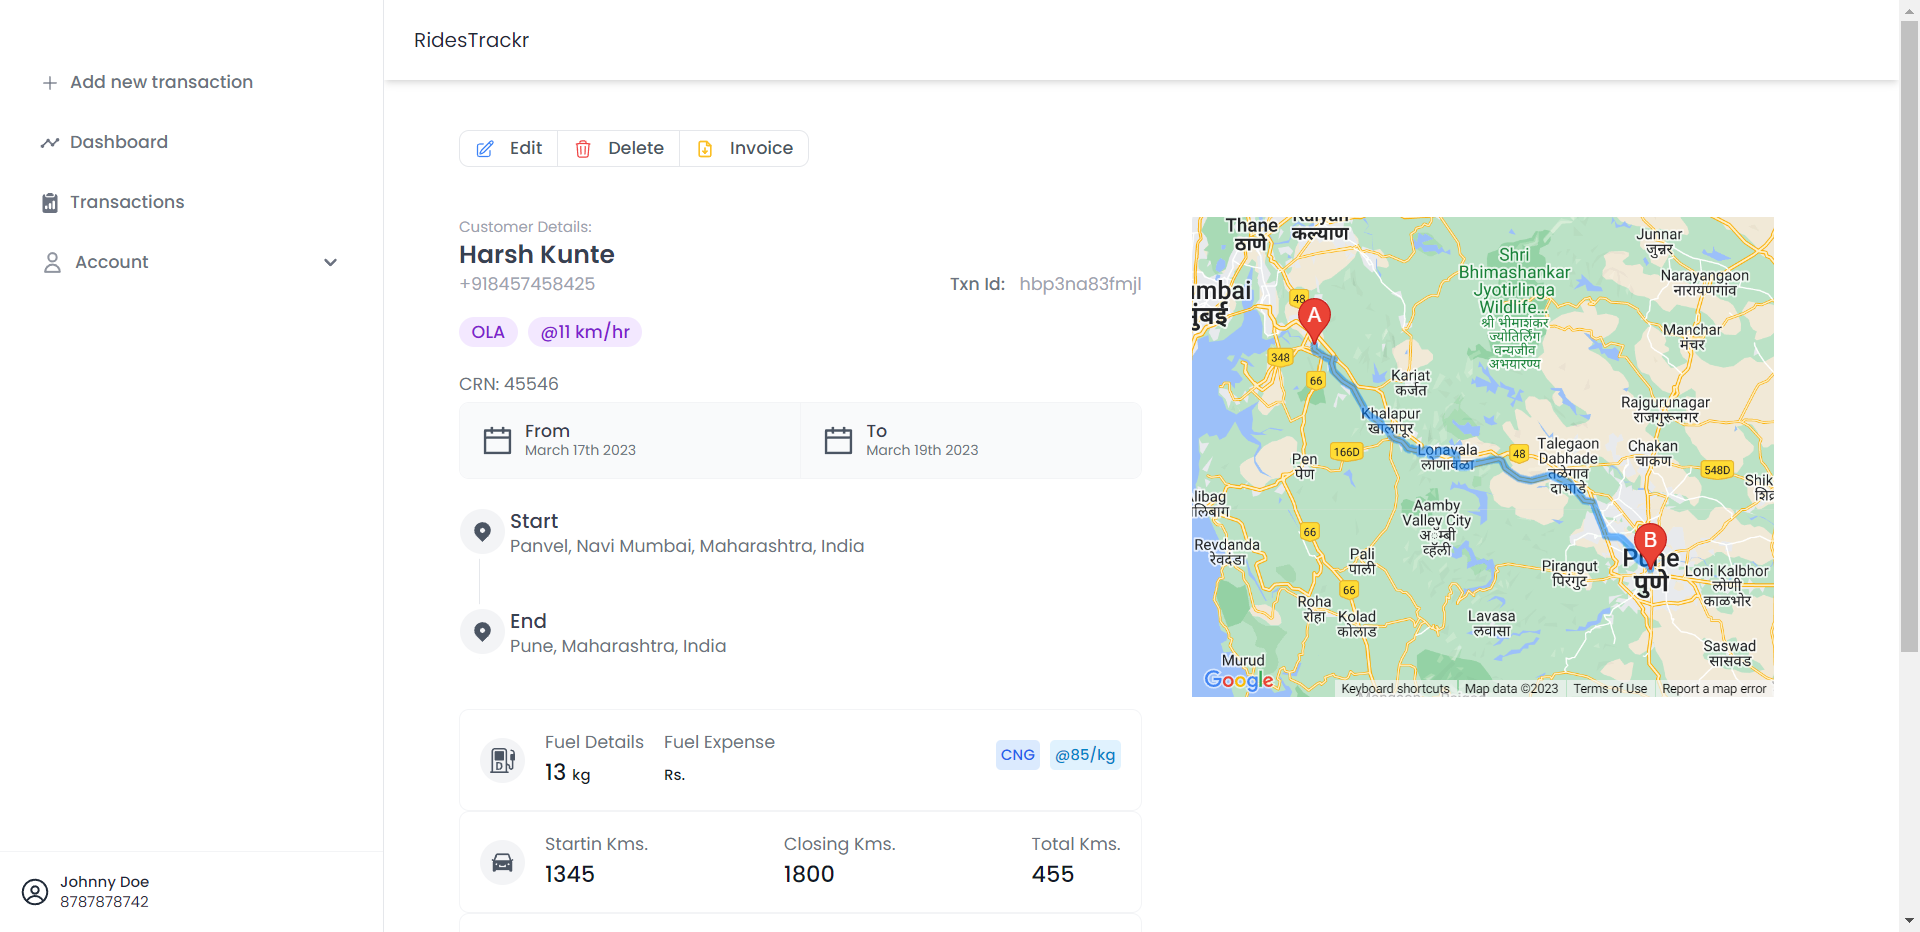 RidesTrackr
Add new transaction
Dashboard
Transactions
Account
Johnny Doe
8787878742
Edit
Delete
Invoice
Customer Details:
Harsh Kunte
+918457458425
Txn Id: hbp3na83fmjl
OLA
@11 km/hr
CRN: 45546
From
March 17th 2023
To
March 19th 2023
Start
Panvel, Navi Mumbai, Maharashtra, India
End
Pune, Maharashtra, India
Fuel Details
13 kg
Fuel Expense
Rs.
CNG
@85/kg
Startin Kms.
1345
Closing Kms.
1800
Total Kms.
455
Thane
ठाणे
Kalyan
कल्याण
Junnar
जुन्नर
Shri
Bhimashankar
Jyotirlinga
Wildlife...
श्री भीमाशंकर
ज्योतिर्लिंग
वन्यजीव
अभयारण्य
Narayangaon
नारायणगांव
umbai
मुंबई
48
A
Manchar
मंचर
348
66
Kariat
कर्जत
Khalapur
खालापूर
Rajgurunagar
राजगुरूनगर
166D
Lonavala
लोणावळा
48
Talegaon
Dabhade
तळेगाव
दाभाडे
Chakan
चाकण
548D
Pen
पेण
Shik
libag
लिबाग
Aamby
Valley City
अॅम्बी
व्हॅली
66
Revdanda
रेवदंडा
Pali
पाली
B
Pune
पुणे
Pirangut
पिरंगुट
Loni Kalbhor
लोणी
काळभोर
66
Roha
रोहा
Kolad
कोलाड
Lavasa
लवासा
Saswad
सासवड
Murud
Google
Keyboard shortcuts
Map data ©2023
Terms of Use
Report a map error